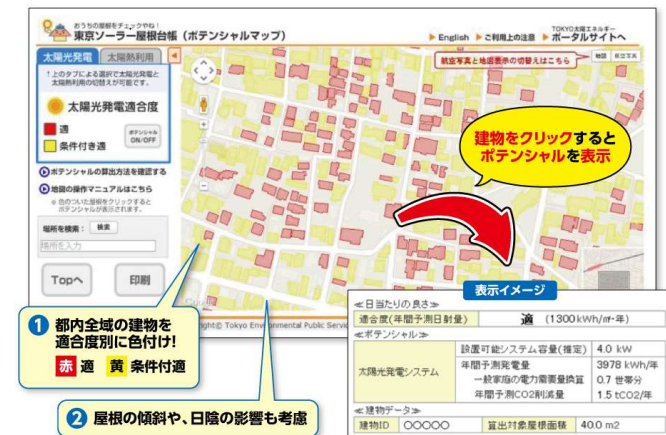 おうちの屋根をチェックやね!
東京ソーラー屋根台帳(ポテンシャルマップ)
English
ご利用上の注意
TOKYO太陽エネルギー
ポータルサイトへ
太陽光発電
太陽熱利用
↑上のタブによる選択で太陽光発電と
太陽熱利用の切替えが可能です。
太陽光発電適合度
適
条件付き適
ポテンシャル
ON/OFF
ポテンシャルの算出方法を確認する
地図の操作マニュアルはこちら
※ 色のついた屋根をクリックすると
ポテンシャルが表示されます。
場所を検索:
検索
場所を入力
Topへ
印刷
航空写真と地図表示の切替えはこちら
地図
航空写真
建物をクリックすると
ポテンシャルを表示
1 都内全域の建物を
適合度別に色付け!
赤 適 黄 条件付適
2 屋根の傾斜や、日陰の影響も考慮
Tokyo Environmental Public Servic
表示イメージ
≪日当たりの良さ≫
適合度(年間予測日射量) 適 (1300kWh/㎡・年)
≪ポテンシャル≫
太陽光発電システム
設置可能システム容量(推定) 4.0 kW
年間予測発電量 3978 kWh/年
一般家庭の電力需要量換算 0.7 世帯分
年間予測CO2削減量 1.5 tCO2/年
≪建物データ≫
建物ID 〇〇〇〇〇 算出対象屋根面積 40.0 m2